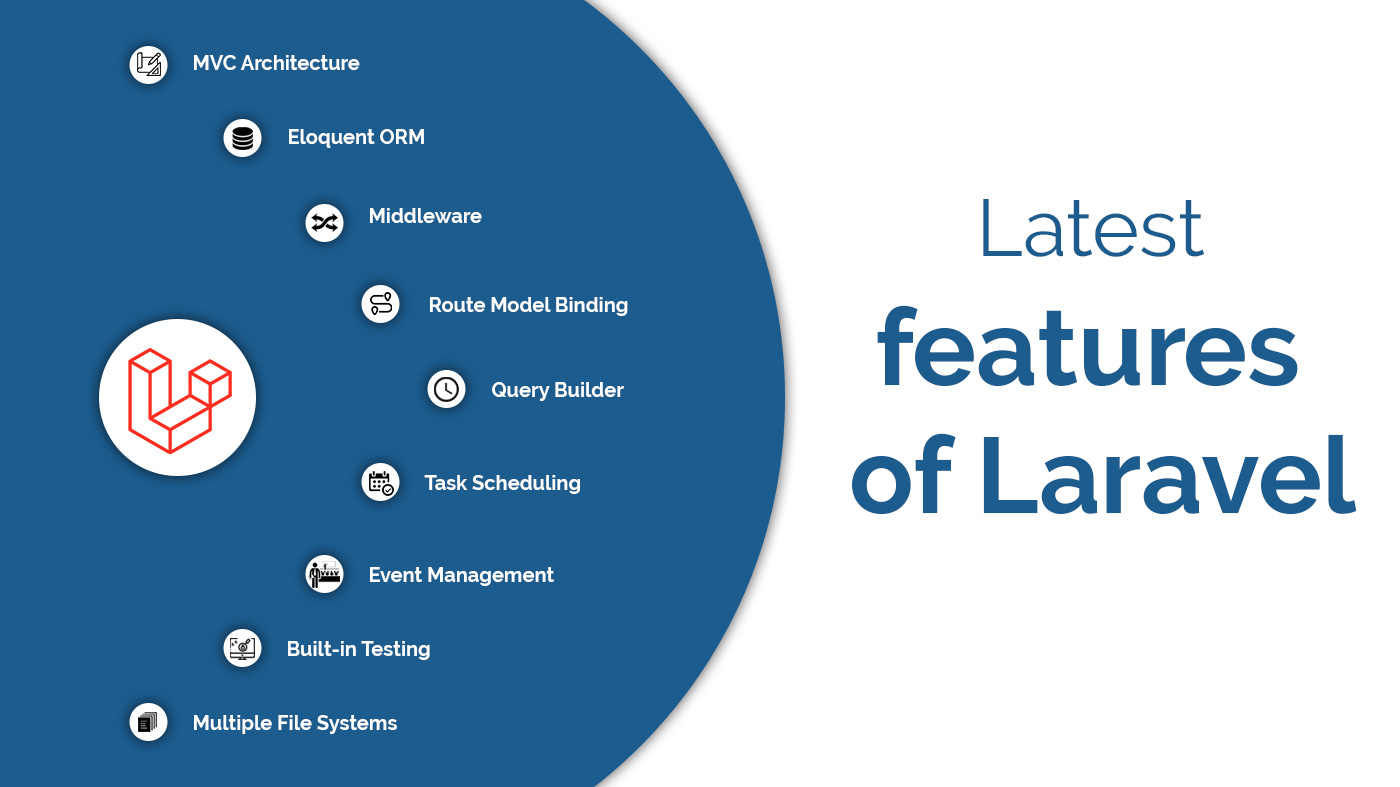 MVC Architecture
Eloquent ORM
Middleware
Route Model Binding
Query Builder
Task Scheduling
Event Management
Built-in Testing
Multiple File Systems
Latest
features
of Laravel